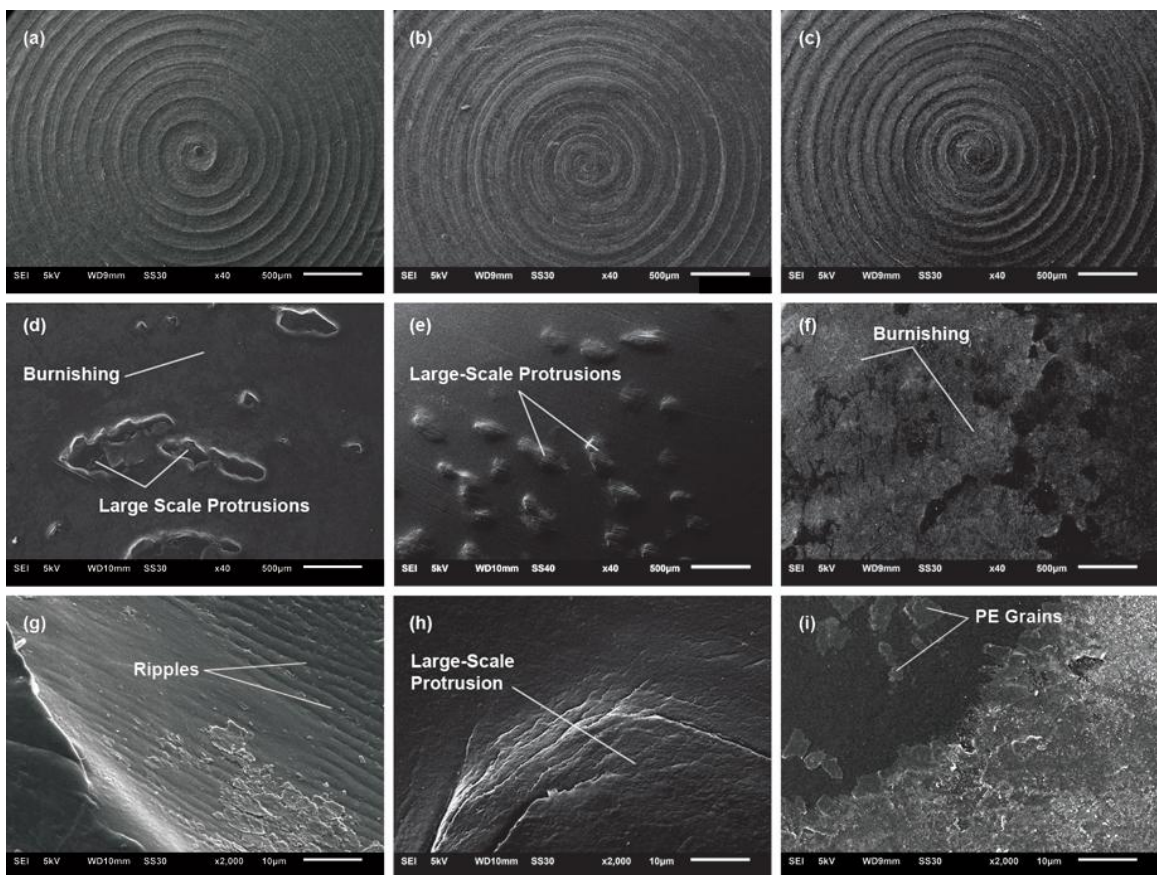 (a)
SEI 5kV WD9mm SS30 x40 500µm
(b)
SEI 5kV WD9mm SS30 x40 500µm
(c)
SEI 5kV WD9mm SS30 x40 500µm
(d)
Burnishing
Large Scale Protrusions
SEI 5kV WD10mm SS30 x40 500µm
(e)
Large-Scale Protrusions
SEI 5kV WD10mm SS40 x40 500µm
(f)
Burnishing
SEI 5kV WD9mm SS30 x40 500µm
(g)
Ripples
SEI 5kV WD10mm SS30 x2,000 10µm
(h)
Large-Scale
Protrusion
SEI 5kV WD10mm SS30 x2,000 10µm
(i)
PE Grains
SEI 5kV WD9mm SS30 x2,000 10µm